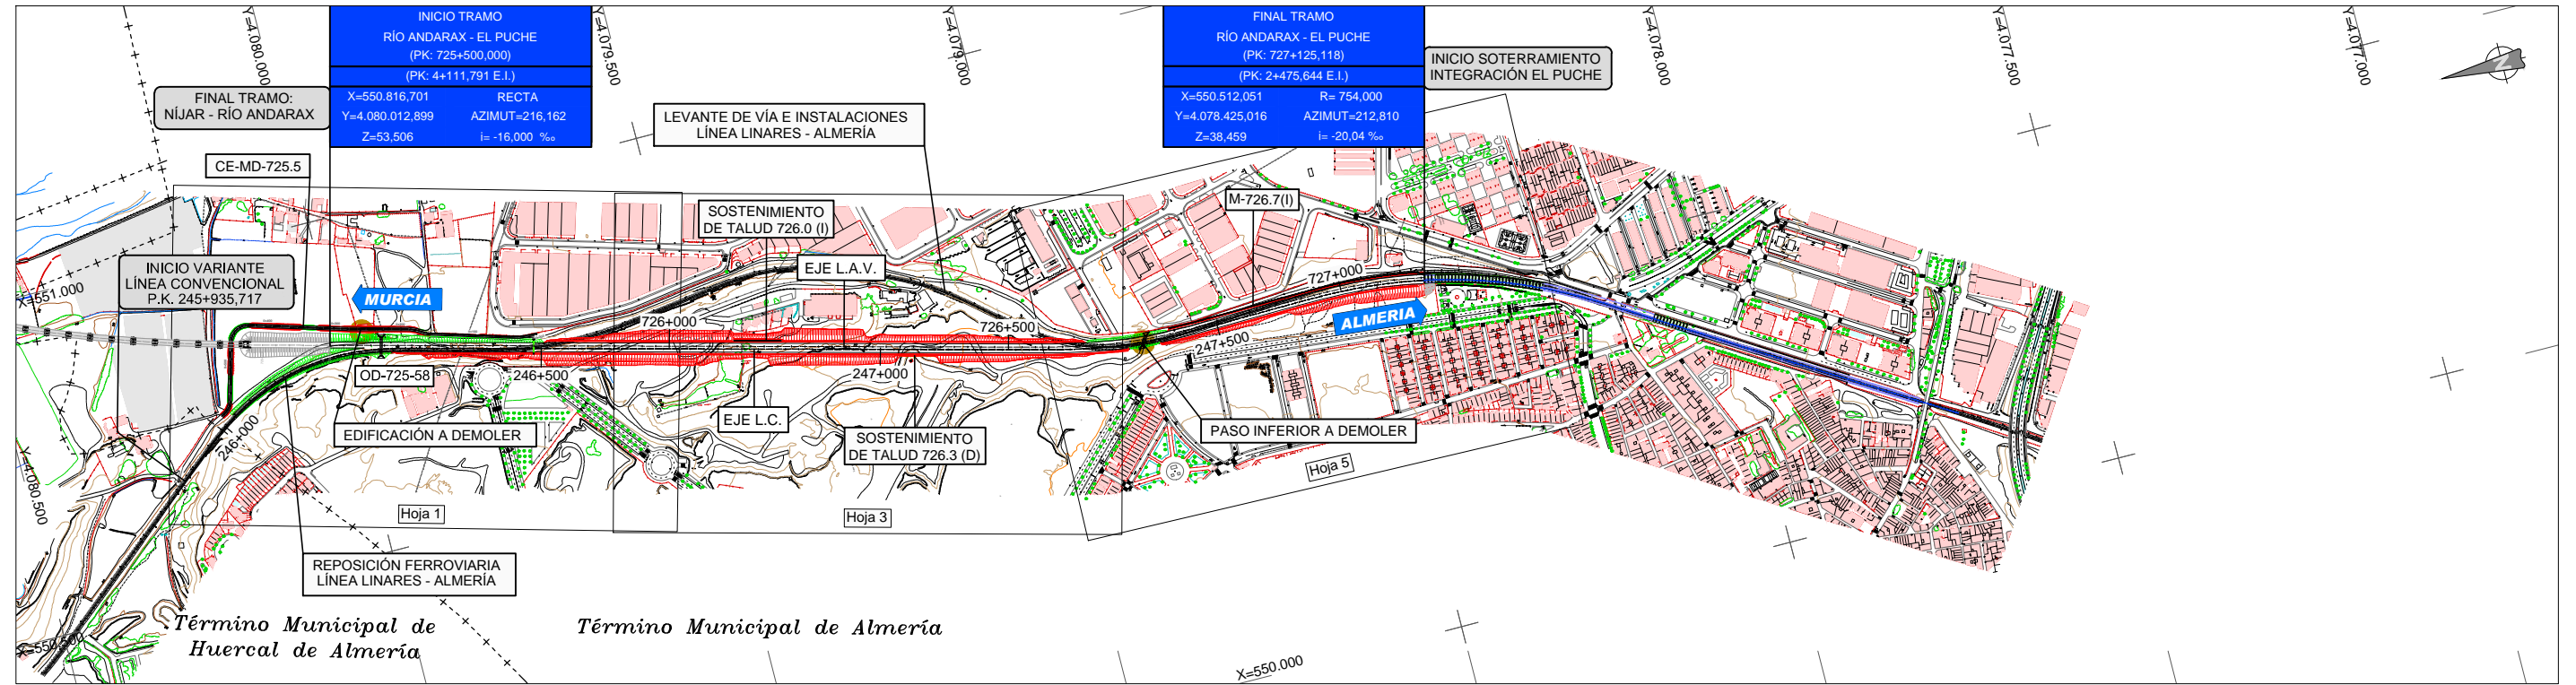 Y=4.080.000
INICIO TRAMO
RÍO ANDARAX - EL PUCHE
(PK: 725+500,000)
(PK: 4+111,791 E.I.)
X=550.816,701 RECTA
Y=4.080.012,899 AZIMUT=216,162
Z=53,506 i= -16,000 ‰
Y=4.079.500
Y=4.079.000
FINAL TRAMO
RÍO ANDARAX - EL PUCHE
(PK: 727+125,118)
(PK: 2+475,644 E.I.)
X=550.512,051 R= 754,000
Y=4.078.425,016 AZIMUT=212,810
Z=38,459 i= -20,04 ‰
INICIO SOTERRAMIENTO
INTEGRACIÓN EL PUCHE
Y=4.078.000
Y=4.077.500
Y=4.077.000
N
FINAL TRAMO:
NÍJAR - RÍO ANDARAX
LEVANTE DE VÍA E INSTALACIONES
LÍNEA LINARES - ALMERÍA
CE-MD-725.5
SOSTENIMIENTO
DE TALUD 726.0 (I)
M-726.7(I)
INICIO VARIANTE
LÍNEA CONVENCIONAL
P.K. 245+935,717
X=551.000
MURCIA
EJE L.A.V.
727+000
ALMERIA
726+000
726+500
247+500
OD-725-58
246+500
247+000
246+000
EDIFICACIÓN A DEMOLER
EJE L.C.
SOSTENIMIENTO
DE TALUD 726.3 (D)
PASO INFERIOR A DEMOLER
Y=4.080.500
Hoja 1
Hoja 3
Hoja 5
REPOSICIÓN FERROVIARIA
LÍNEA LINARES - ALMERÍA
Término Municipal de
Huercal de Almería
Término Municipal de Almería
X=550.500
X=550.000